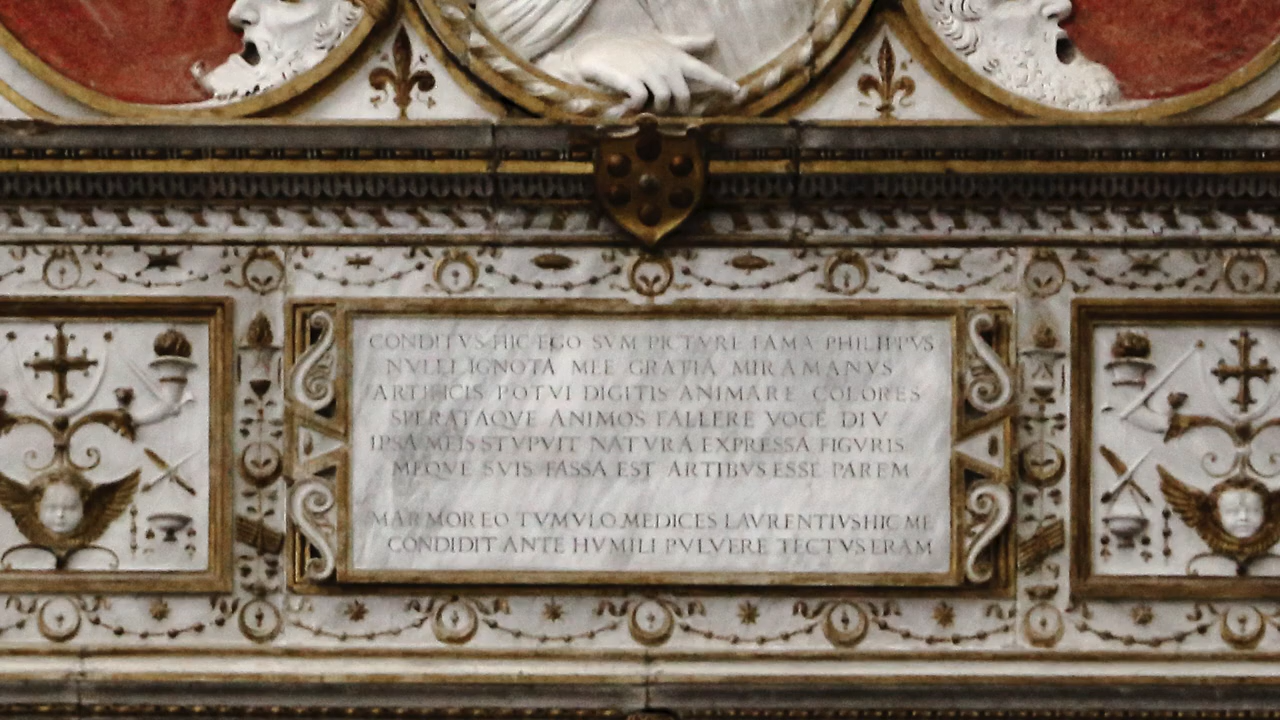 CONDITVS HIC EGO SVM PICTVRE FAMA PHILIPPVS
NVLLI IGNOTA MEE GRATIA MIRA MANVS
ARTIFICIS POTVI DIGITIS ANIMARE COLORES
SPERATAQVE ANIMOS FALLERE VOCE DIV
IPSA MEIS STVPVIT NATVRA EXPRESSA FIGVRIS
MEQVE SVIS FASSA EST ARTIBVS ESSE PAREM
MARMOREO TVMVLO MEDICES LAVRENTIVS HIC ME
CONDIDIT ANTE HVMILI PVLVERE TECTVS ERAM